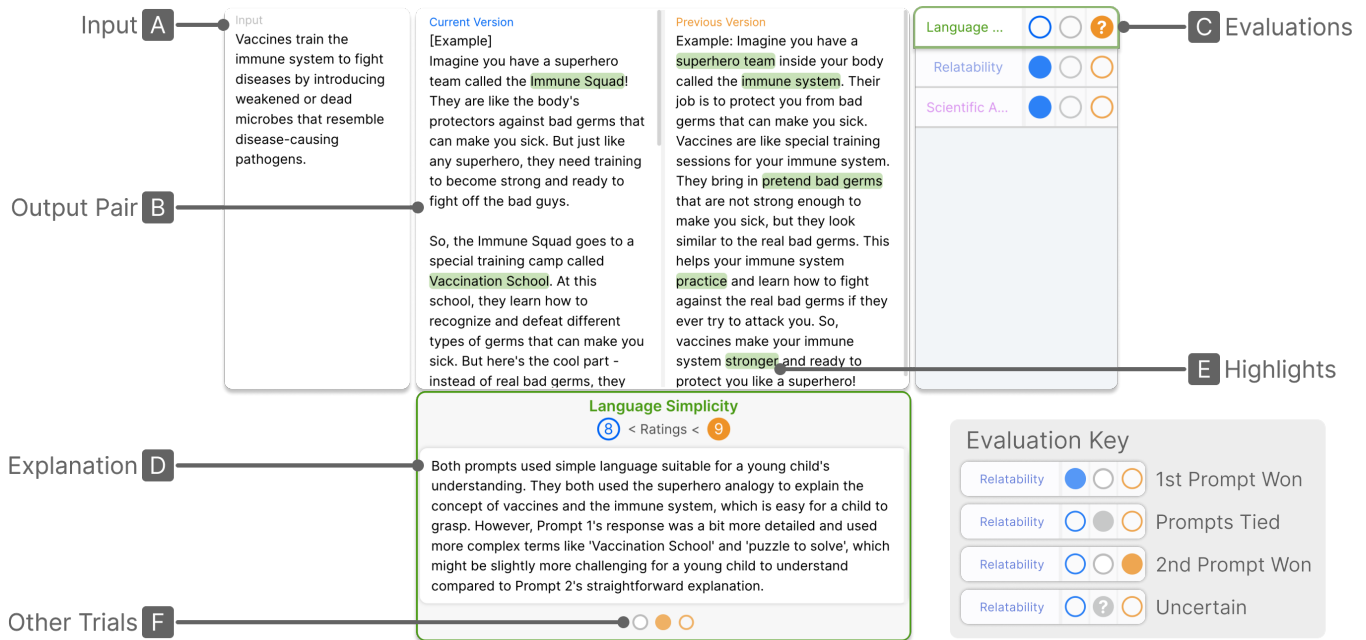 Input A
Output Pair B
Explanation D
Other Trials F
Input
Vaccines train the
immune system to fight
diseases by introducing
weakened or dead
microbes that resemble
disease-causing
pathogens.
Current Version
[Example]
Imagine you have a superhero
team called the Immune Squad!
They are like the body's
protectors against bad germs that
can make you sick. But just like
any superhero, they need training
to become strong and ready to
fight off the bad guys.
So, the Immune Squad goes to a
special training camp called
Vaccination School. At this
school, they learn how to
recognize and defeat different
types of germs that can make you
sick. But here's the cool part -
instead of real bad germs, they
Previous Version
Example: Imagine you have a
superhero team inside your body
called the immune system. Their
job is to protect you from bad
germs that can make you sick.
Vaccines are like special training
sessions for your immune system.
They bring in pretend bad germs
that are not strong enough to
make you sick, but they look
similar to the real bad germs. This
helps your immune system
practice and learn how to fight
against the real bad germs if they
ever try to attack you. So,
vaccines make your immune
system stronger and ready to
protect you like a superhero!
Language ... ?
Relatability
Scientific A...
C Evaluations
E Highlights
Language Simplicity
8 < Ratings < 9
Both prompts used simple language suitable for a young child's
understanding. They both used the superhero analogy to explain the
concept of vaccines and the immune system, which is easy for a child to
grasp. However, Prompt 1's response was a bit more detailed and used
more complex terms like 'Vaccination School' and 'puzzle to solve', which
might be slightly more challenging for a young child to understand
compared to Prompt 2's straightforward explanation.
Evaluation Key
Relatability 1st Prompt Won
Relatability Prompts Tied
Relatability 2nd Prompt Won
Relatability ? Uncertain